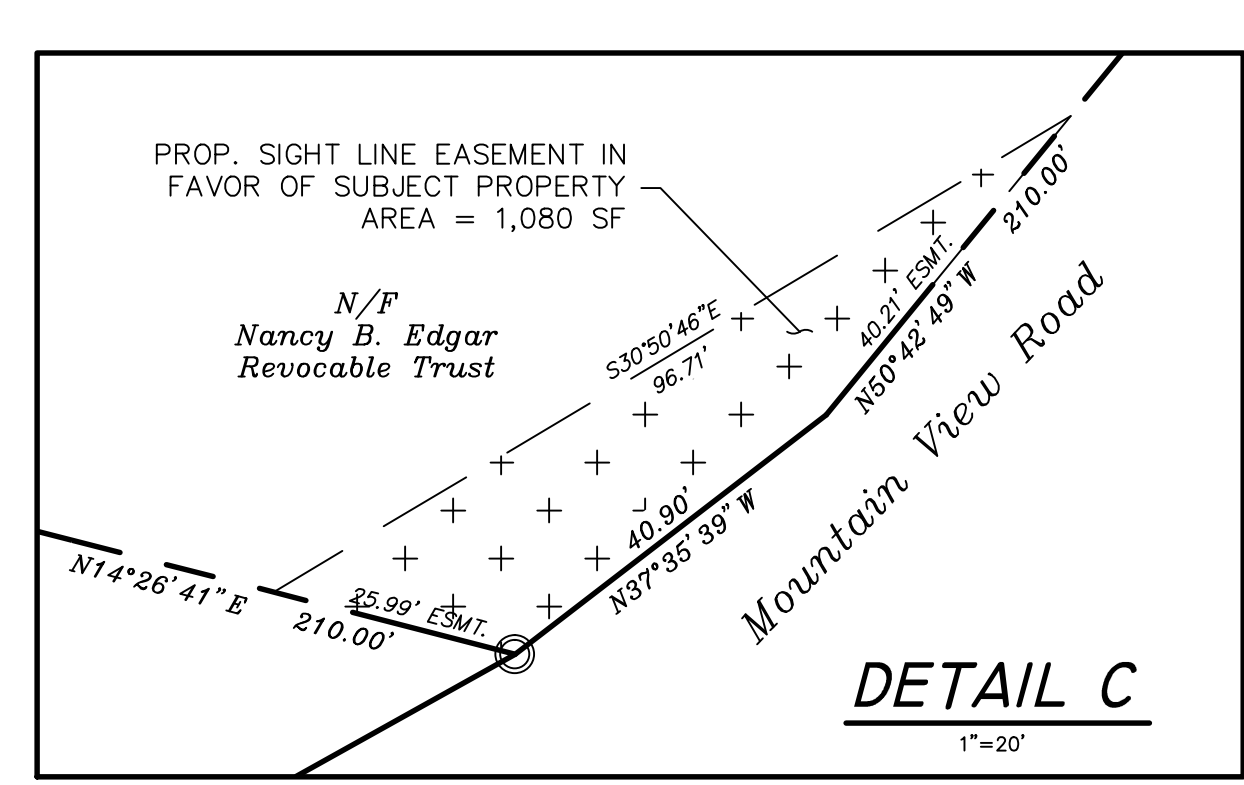 PROP. SIGHT LINE EASEMENT IN
FAVOR OF SUBJECT PROPERTY
AREA = 1,080 SF
N/F
Nancy B. Edgar
Revocable Trust
S30°50'46"E
96.71'
40.21' ESMT.
210.00'
N50°42'49" W
40.90'
N37°35'39" W
Mountain View Road
N14°26'41"E
210.00'
25.99' ESMT.
DETAIL C
1"=20'